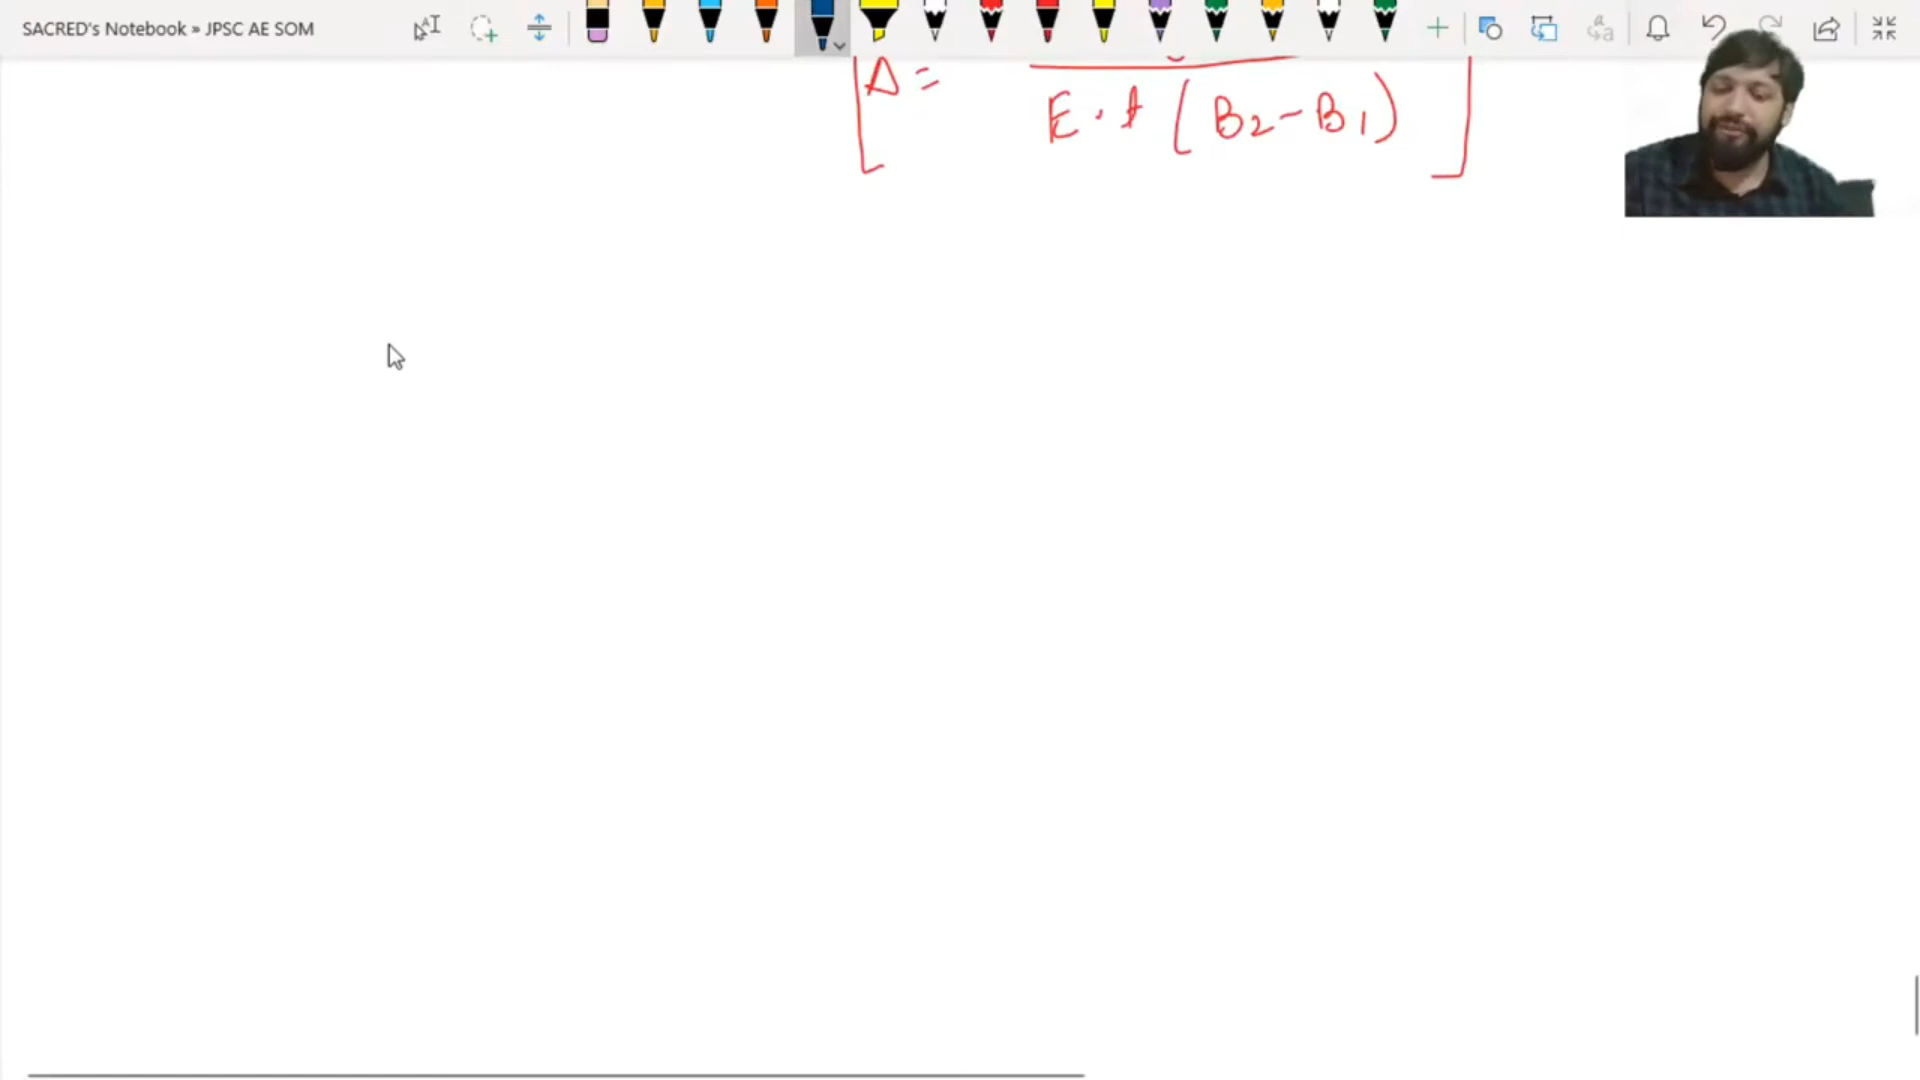 SACRED's Notebook » JPSC AE SOM
Δ =
E · t ( B₂ - B₁ )